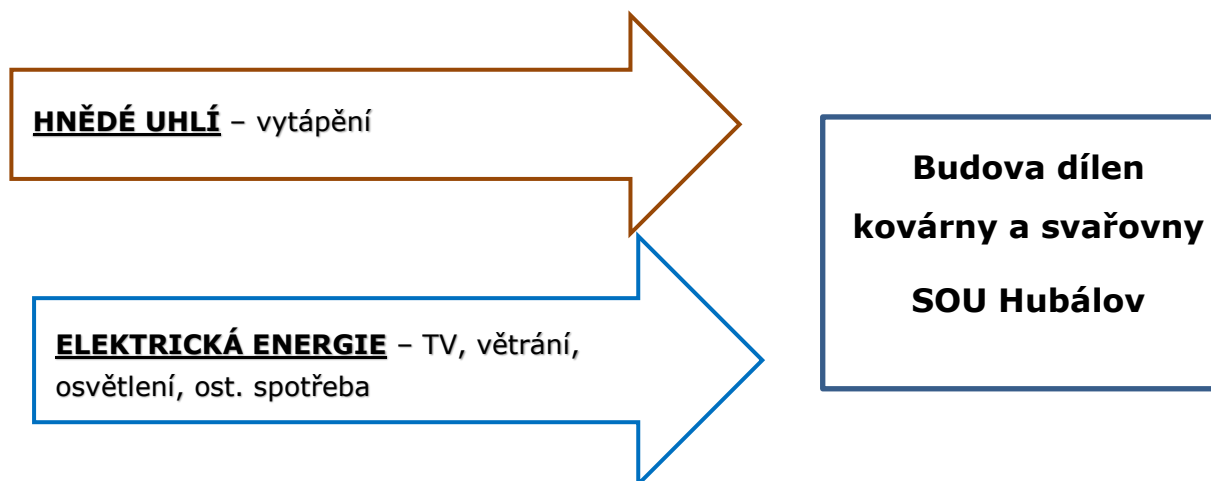 HNĚDÉ UHLÍ – vytápění
ELEKTRICKÁ ENERGIE – TV, větrání,
osvětlení, ost. spotřeba
Budova dílen
kovárny a svařovny
SOU Hubálov